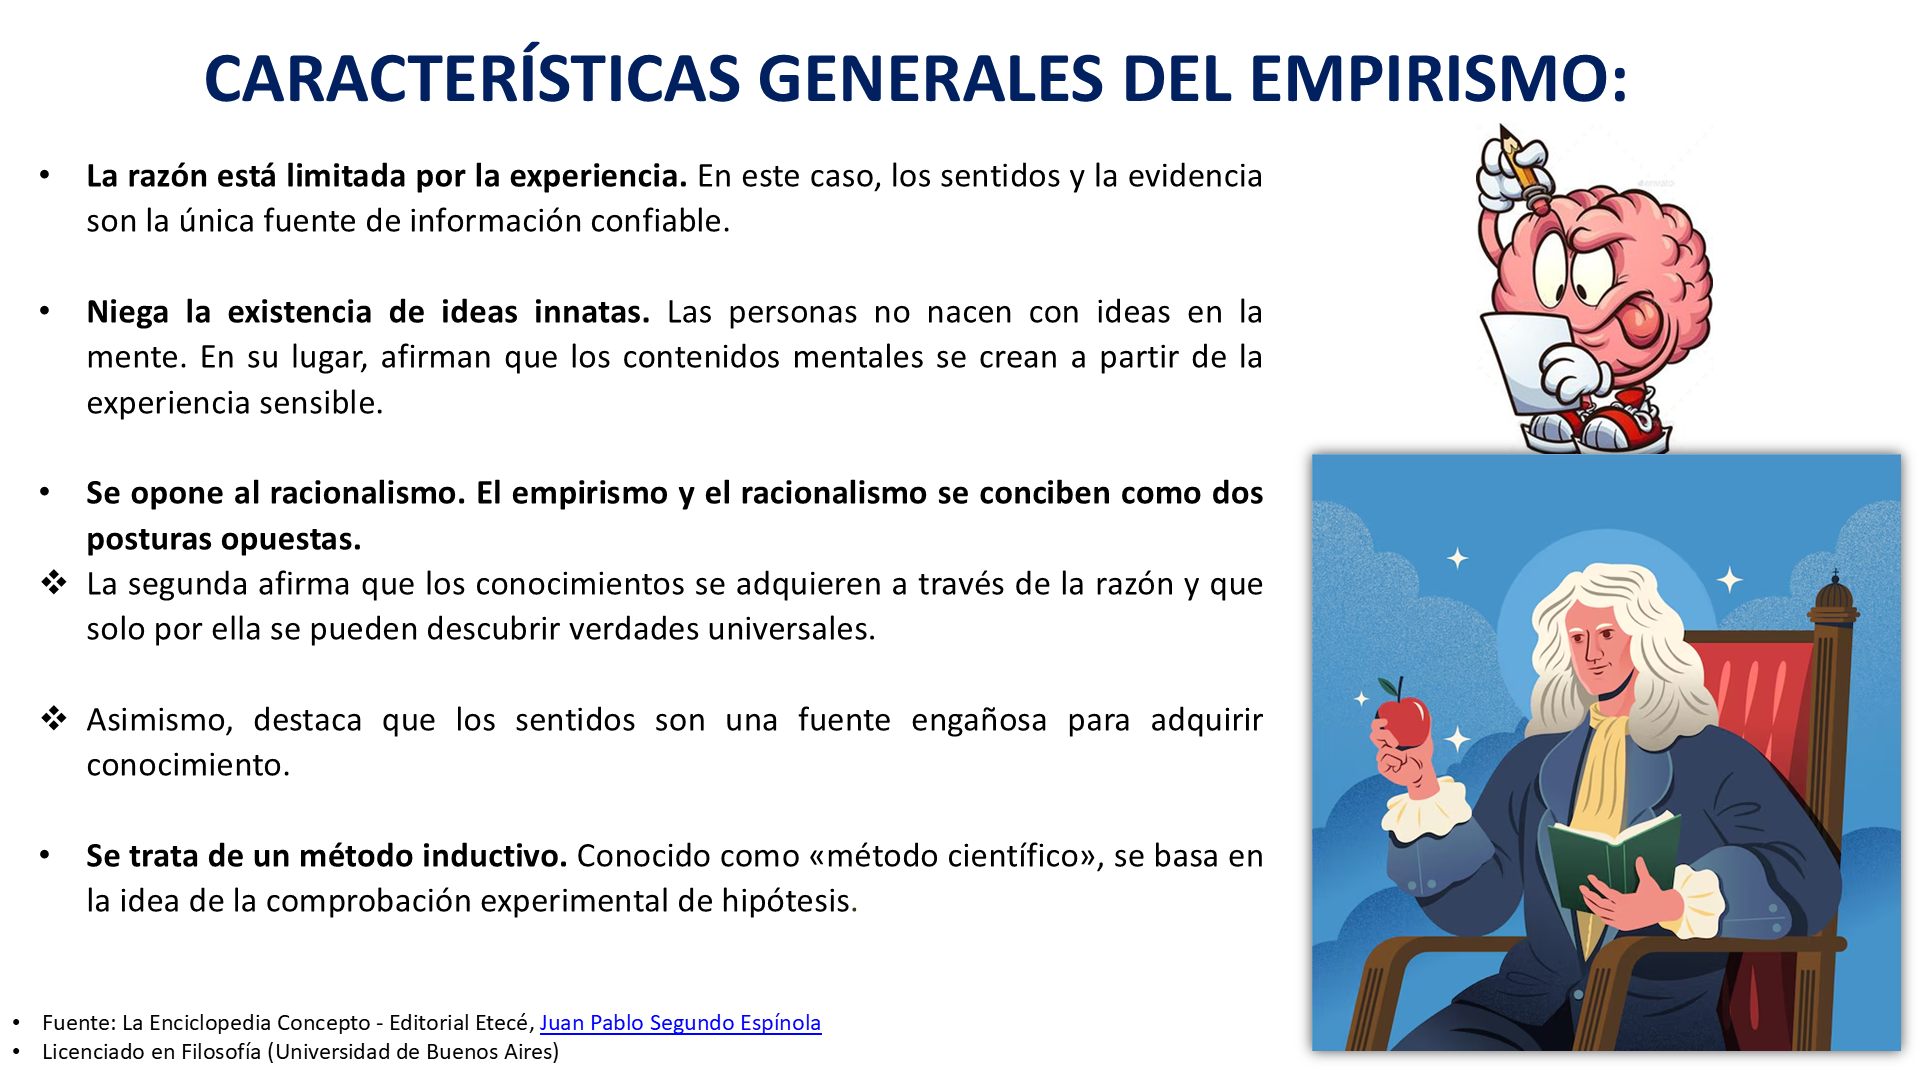 CARACTERÍSTICAS GENERALES DEL EMPIRISMO:
• La razón está limitada por la experiencia. En este caso, los sentidos y la evidencia
son la única fuente de información confiable.
• Niega la existencia de ideas innatas. Las personas no nacen con ideas en la
mente. En su lugar, afirman que los contenidos mentales se crean a partir de la
experiencia sensible.
• Se opone al racionalismo. El empirismo y el racionalismo se conciben como dos
posturas opuestas.
❖ La segunda afirma que los conocimientos se adquieren a través de la razón y que
solo por ella se pueden descubrir verdades universales.
❖ Asimismo, destaca que los sentidos son una fuente engañosa para adquirir
conocimiento.
• Se trata de un método inductivo. Conocido como «método científico», se basa en
la idea de la comprobación experimental de hipótesis.
• Fuente: La Enciclopedia Concepto - Editorial Etecé, Juan Pablo Segundo Espínola
• Licenciado en Filosofía (Universidad de Buenos Aires)